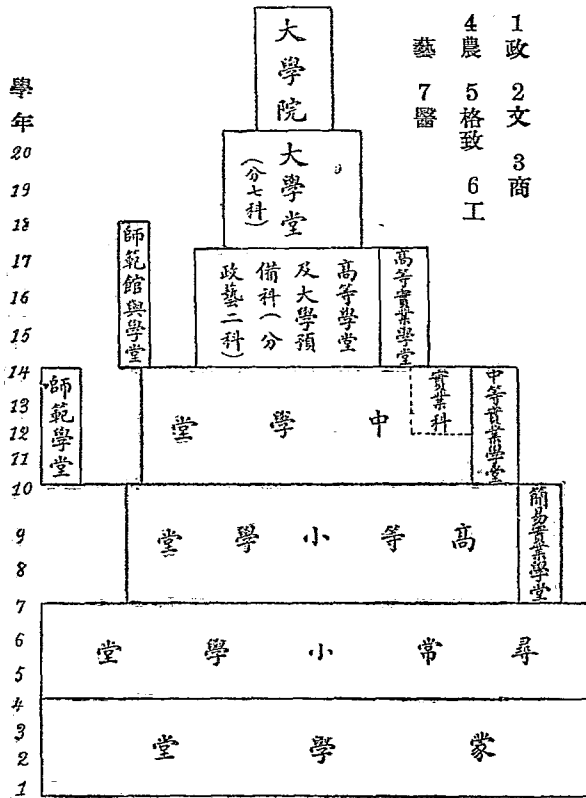 1政 2文 3商
4農 5格致 6工
藝 7醫
學年
20
19
18
17
16
15
14
13
12
11
10
9
8
7
6
5
4
3
2
1
大學院
大學堂
(分七科)
師範館與學堂
高等學堂
及大學預
備科(分
政藝二科)
高等實業學堂
師範學堂
中學堂
實業科
中等實業學堂
高等小學堂
簡易實業學堂
尋常小學堂
蒙學堂